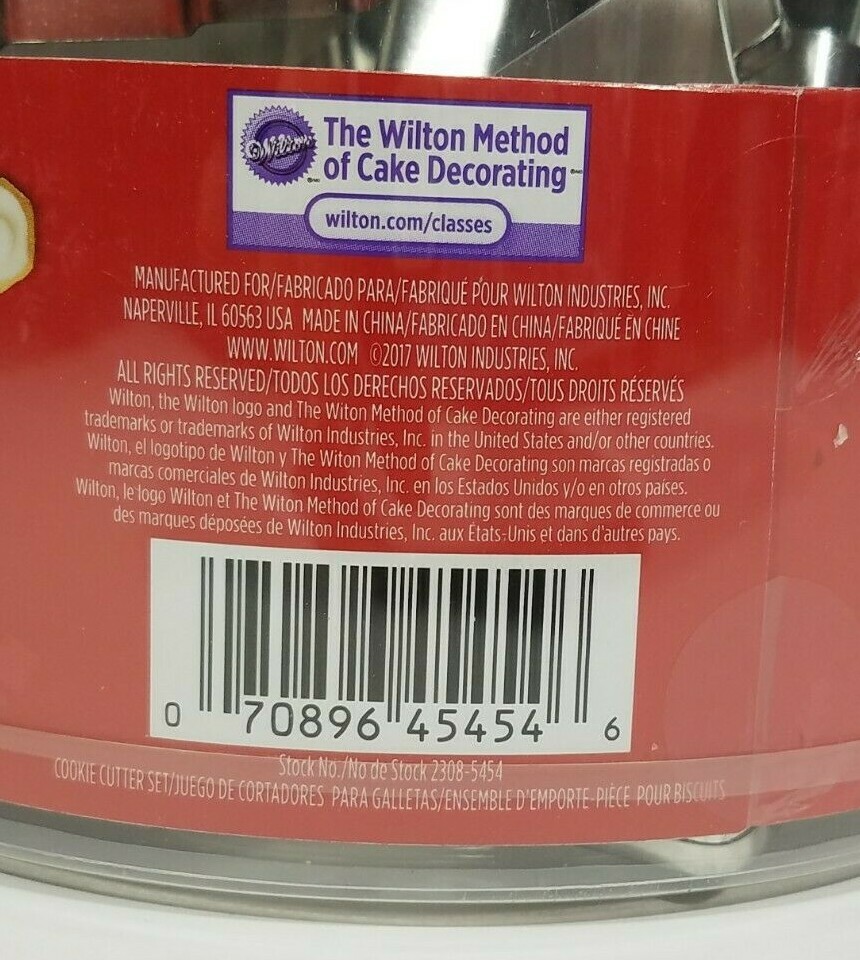 Wilton
The Wilton Method
of Cake Decorating
wilton.com/classes
MANUFACTURED FOR/FABRICADO PARA/FABRIQUÉ POUR WILTON INDUSTRIES, INC.
NAPERVILLE, IL 60563 USA MADE IN CHINA/FABRICADO EN CHINA/FABRIQUÉ EN CHINE
WWW.WILTON.COM ©2017 WILTON INDUSTRIES, INC.
ALL RIGHTS RESERVED/TODOS LOS DERECHOS RESERVADOS/TOUS DROITS RÉSERVÉS
Wilton, the Wilton logo and The Witon Method of Cake Decorating are either registered
trademarks or trademarks of Wilton Industries, Inc. in the United States and/or other countries.
Wilton, el logotipo de Wilton y The Witon Method of Cake Decorating son marcas registradas o
marcas comerciales de Wilton Industries, Inc. en los Estados Unidos y/o en otros países.
Wilton, le logo Wilton et The Witon Method of Cake Decorating sont des marques de commerce ou
des marques déposées de Wilton Industries, Inc. aux États-Unis et dans d'autres pays.
0 70896 45454 6
Stock No./No de Stock 2308-5454
COOKIE CUTTER SET/JUEGO DE CORTADORES PARA GALLETAS/ENSEMBLE D'EMPORTE-PIÈCE POUR BISCUITS